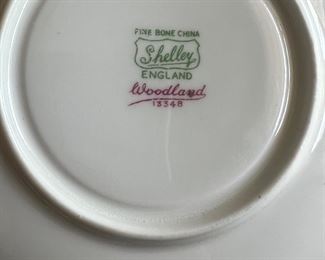 FINE BONE CHINA
Shelley
ENGLAND
Woodland
13348